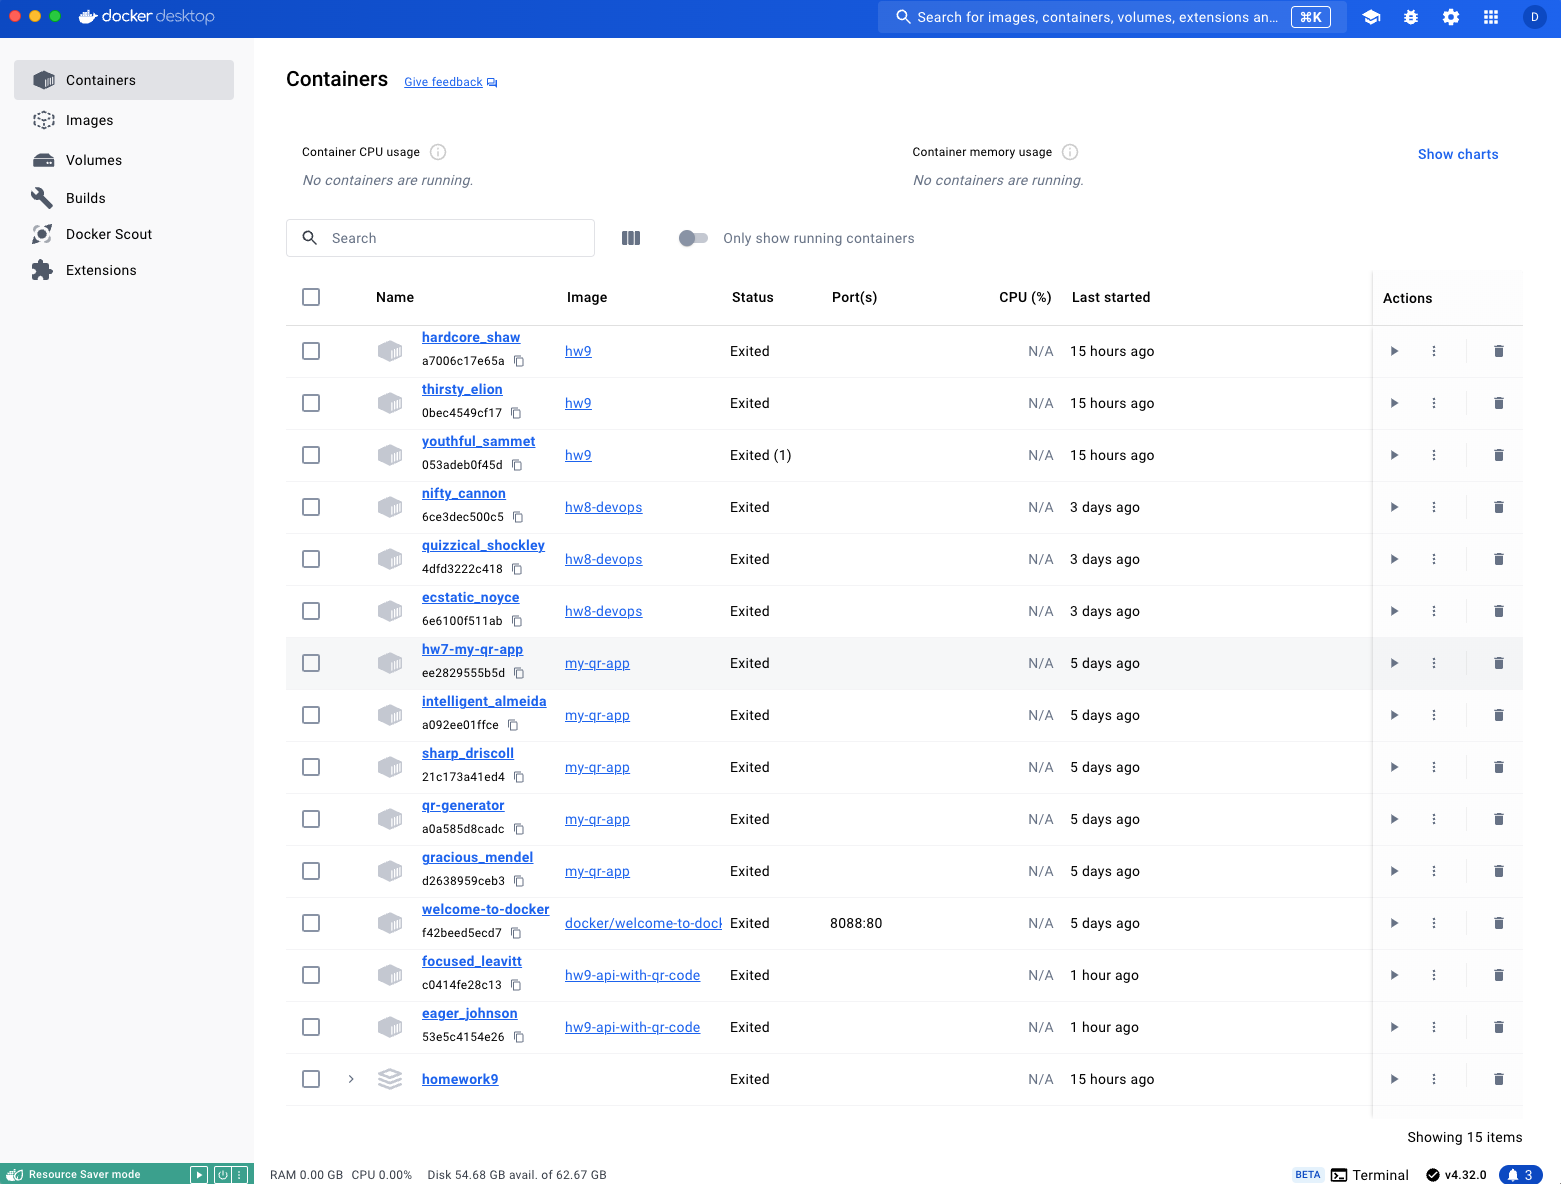 docker desktop
Search for images, containers, volumes, extensions an... ⌘K
D
Containers
Images
Volumes
Builds
Docker Scout
Extensions
Containers Give feedback
Container CPU usage
No containers are running.
Container memory usage
No containers are running.
Show charts
Search
Only show running containers
Name Image Status Port(s) CPU (%) Last started Actions
hardcore_shaw
a7006c17e65a
hw9 Exited N/A 15 hours ago
thirsty_elion
0bec4549cf17
hw9 Exited N/A 15 hours ago
youthful_sammet
053adeb0f45d
hw9 Exited (1) N/A 15 hours ago
nifty_cannon
6ce3dec500c5
hw8-devops Exited N/A 3 days ago
quizzical_shockley
4dfd3222c418
hw8-devops Exited N/A 3 days ago
ecstatic_noyce
6e6100f511ab
hw8-devops Exited N/A 3 days ago
hw7-my-qr-app
ee2829555b5d
my-qr-app Exited N/A 5 days ago
intelligent_almeida
a092ee01ffce
my-qr-app Exited N/A 5 days ago
sharp_driscoll
21c173a41ed4
my-qr-app Exited N/A 5 days ago
qr-generator
a0a585d8cadc
my-qr-app Exited N/A 5 days ago
gracious_mendel
d2638959ceb3
my-qr-app Exited N/A 5 days ago
welcome-to-docker
f42beed5ecd7
docker/welcome-to-dock Exited 8088:80 N/A 5 days ago
focused_leavitt
c0414fe28c13
hw9-api-with-qr-code Exited N/A 1 hour ago
eager_johnson
53e5c4154e26
hw9-api-with-qr-code Exited N/A 1 hour ago
homework9 Exited N/A 15 hours ago
Showing 15 items
Resource Saver mode
RAM 0.00 GB CPU 0.00% Disk 54.68 GB avail. of 62.67 GB
BETA Terminal v4.32.0 3